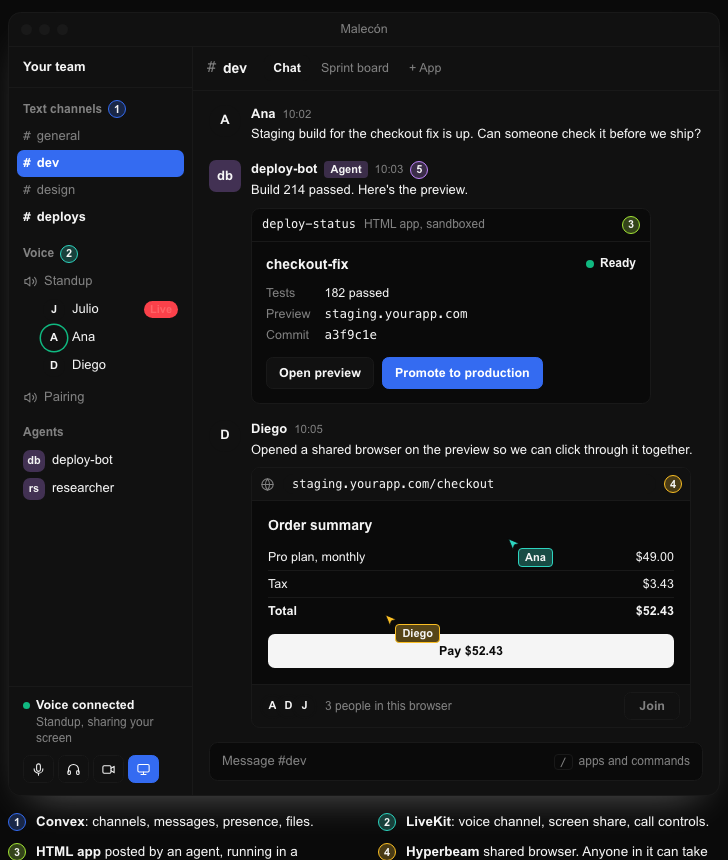 Malecón
Your team
Text channels 1
# general
# dev
# design
# deploys
Voice 2
Standup
J Julio Live
A Ana
D Diego
Pairing
Agents
db deploy-bot
rs researcher
Voice connected
Standup, sharing your
screen
# dev Chat Sprint board + App
A Ana 10:02
Staging build for the checkout fix is up. Can someone check it before we ship?
db deploy-bot Agent 10:03 5
Build 214 passed. Here's the preview.
deploy-status HTML app, sandboxed 3
checkout-fix Ready
Tests 182 passed
Preview staging.yourapp.com
Commit a3f9c1e
Open preview Promote to production
D Diego 10:05
Opened a shared browser on the preview so we can click through it together.
staging.yourapp.com/checkout 4
Order summary
Pro plan, monthly $49.00
Ana
Tax $3.43
Total $52.43
Diego
Pay $52.43
A D J 3 people in this browser Join
Message #dev / apps and commands
1 Convex: channels, messages, presence, files.
2 LiveKit: voice channel, screen share, call controls.
3 HTML app posted by an agent, running in a
4 Hyperbeam shared browser. Anyone in it can take